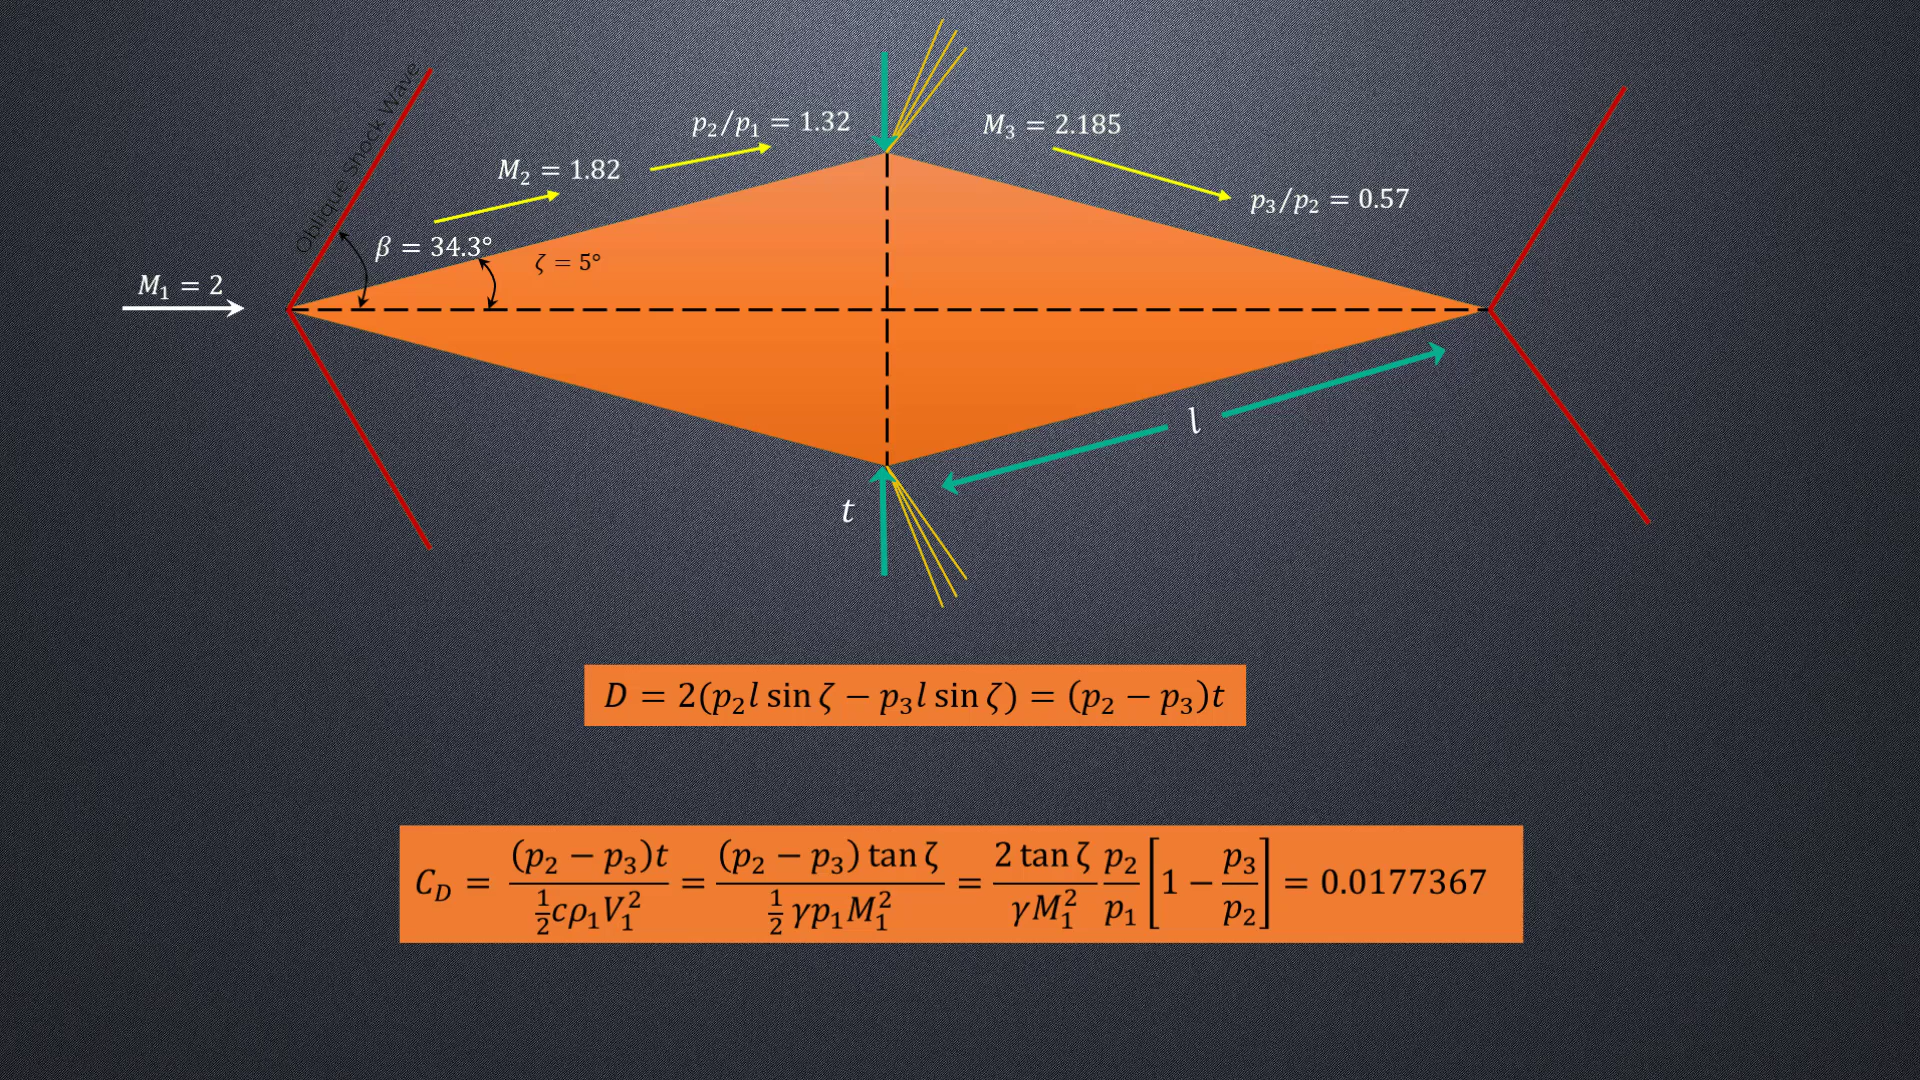 Oblique Shock Wave
p₂/p₁ = 1.32
M₃ = 2.185
M₂ = 1.82
p₃/p₂ = 0.57
β = 34.3°
ζ = 5°
M₁ = 2
l
t
D = 2(p₂l sin ζ − p₃l sin ζ) = (p₂ − p₃)t
C_D = (p₂ − p₃)t / ½cρ₁V₁² = (p₂ − p₃) tan ζ / ½ γp₁M₁² = 2 tan ζ / γM₁² p₂/p₁ [1 − p₃/p₂] = 0.0177367